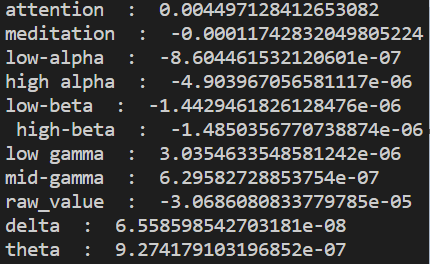 attention  :  0.004497128412653082
meditation  :  -0.00011742832049805224
low-alpha  :  -8.604461532120601e-07
high alpha  :  -4.903967056581117e-06
low-beta  :  -1.4429461826128476e-06
 high-beta  :  -1.4850356770738874e-06
low gamma  :  3.0354633548581242e-06
mid-gamma  :  6.29582728853754e-07
raw_value  :  -3.0686080833779785e-05
delta  :  6.558598542703181e-08
theta  :  9.274179103196852e-07